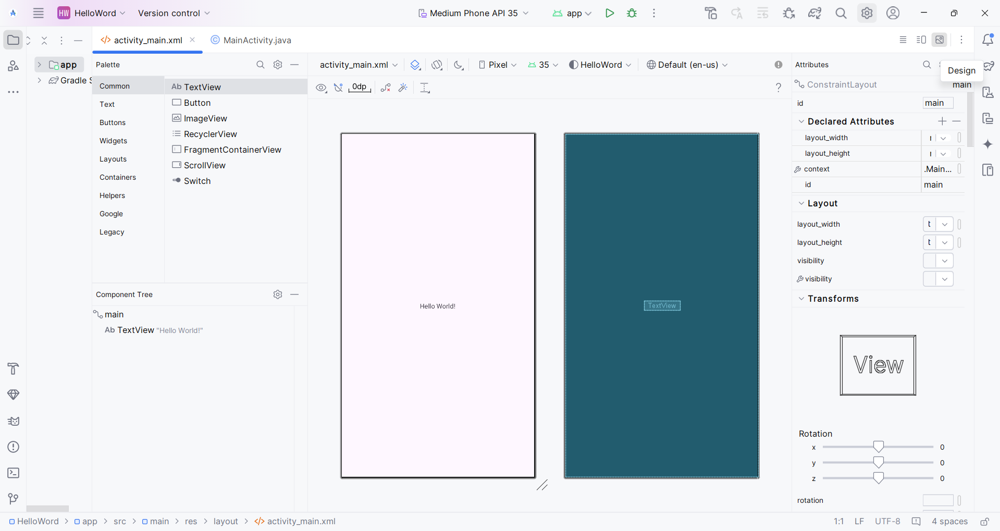 HW HelloWord Version control Medium Phone API 35 app
activity_main.xml MainActivity.java
app Palette activity_main.xml Pixel 35 HelloWord Default (en-us) Attributes
Design
Gradle S
Common
Text
Buttons
Widgets
Layouts
Containers
Helpers
Google
Legacy
Ab TextView
Button
ImageView
RecyclerView
FragmentContainerView
ScrollView
Switch
0dp
?
Component Tree
main
Ab TextView "Hello World!"
Hello World!
TextView
ConstraintLayout main
id main
Declared Attributes
layout_width
layout_height
context .Main...
id main
Layout
layout_width t
layout_height t
visibility
visibility
Transforms
View
Rotation
x 0
y 0
z 0
rotation
HelloWord > app > src > main > res > layout > activity_main.xml 1:1 LF UTF-8 4 spaces